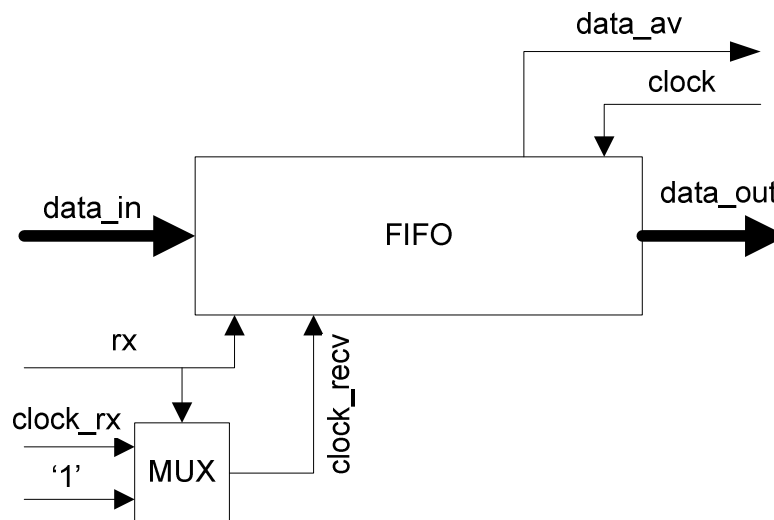 data_av
clock
data_in
FIFO
data_out
rx
clock_recv
clock_rx
MUX
‘1’